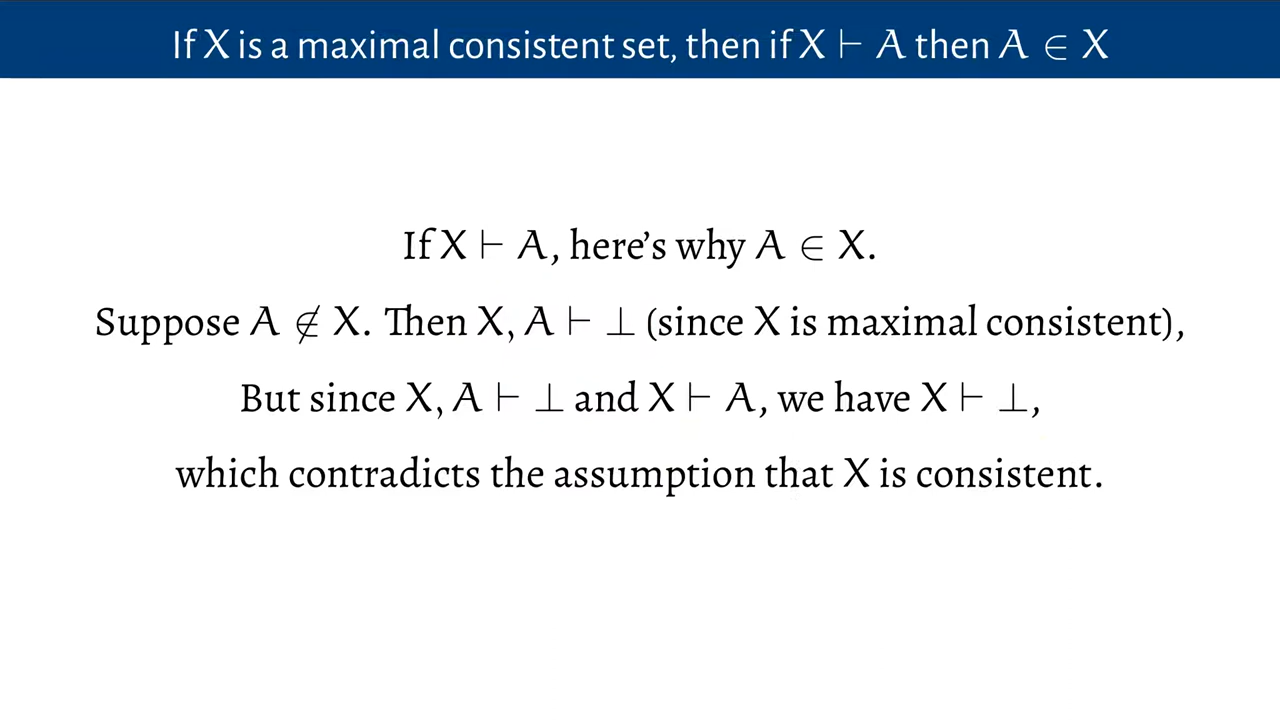 If X is a maximal consistent set, then if X ⊢ A then A ∈ X
If X ⊢ A, here’s why A ∈ X.
Suppose A ∉ X. Then X, A ⊢ ⊥ (since X is maximal consistent),
But since X, A ⊢ ⊥ and X ⊢ A, we have X ⊢ ⊥,
which contradicts the assumption that X is consistent.